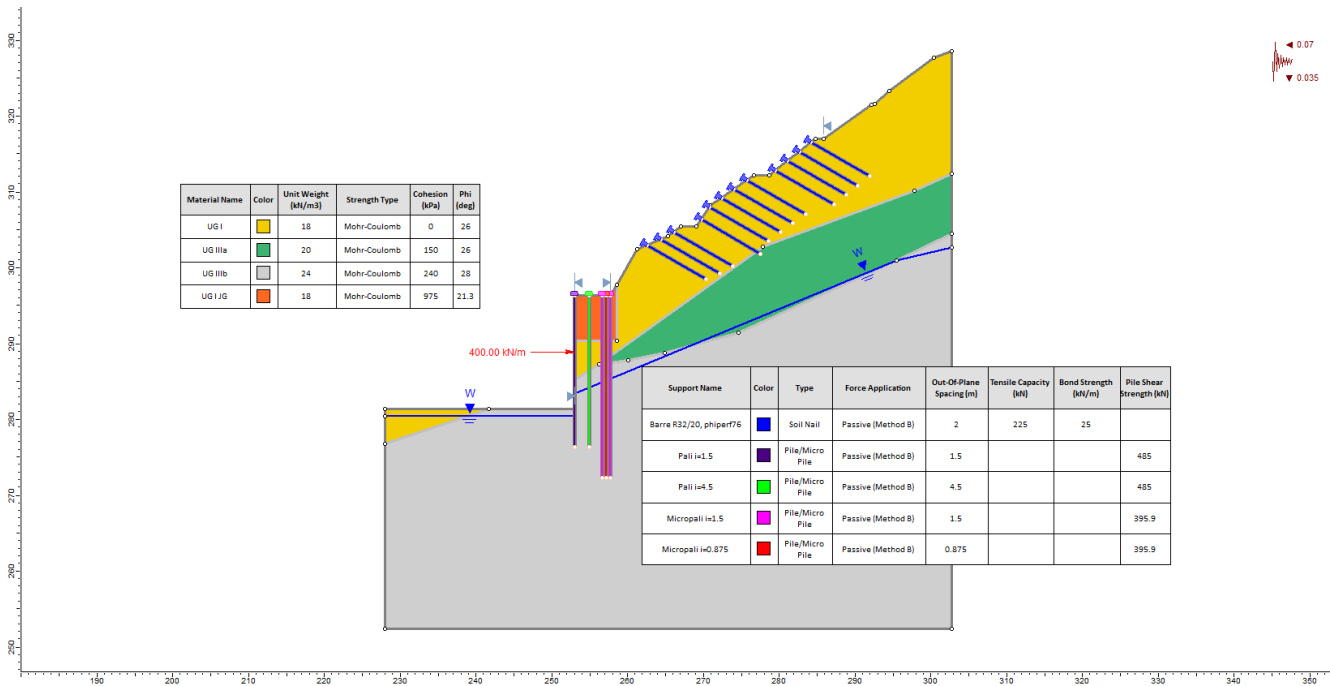 330
320
310
300
290
280
270
260
250
190
200
210
220
230
240
250
260
270
280
290
300
310
320
330
340
350
0.07
0.035
Material Name Color Unit Weight (kN/m3) Strength Type Cohesion (kPa) Phi (deg)
UG I 18 Mohr-Coulomb 0 26
UG IIIa 20 Mohr-Coulomb 150 26
UG IIIb 24 Mohr-Coulomb 240 28
UG I JG 18 Mohr-Coulomb 975 21.3
400.00 kN/m
W
W
Support Name Color Type Force Application Out-Of-Plane Spacing (m) Tensile Capacity (kN) Bond Strength (kN/m) Pile Shear Strength (kN)
Barre R32/20, phiperf76 Soil Nail Passive (Method B) 2 225 25
Pali i=1.5 Pile/Micro Pile Passive (Method B) 1.5 485
Pali i=4.5 Pile/Micro Pile Passive (Method B) 4.5 485
Micropali i=1.5 Pile/Micro Pile Passive (Method B) 1.5 395.9
Micropali i=0.875 Pile/Micro Pile Passive (Method B) 0.875 395.9